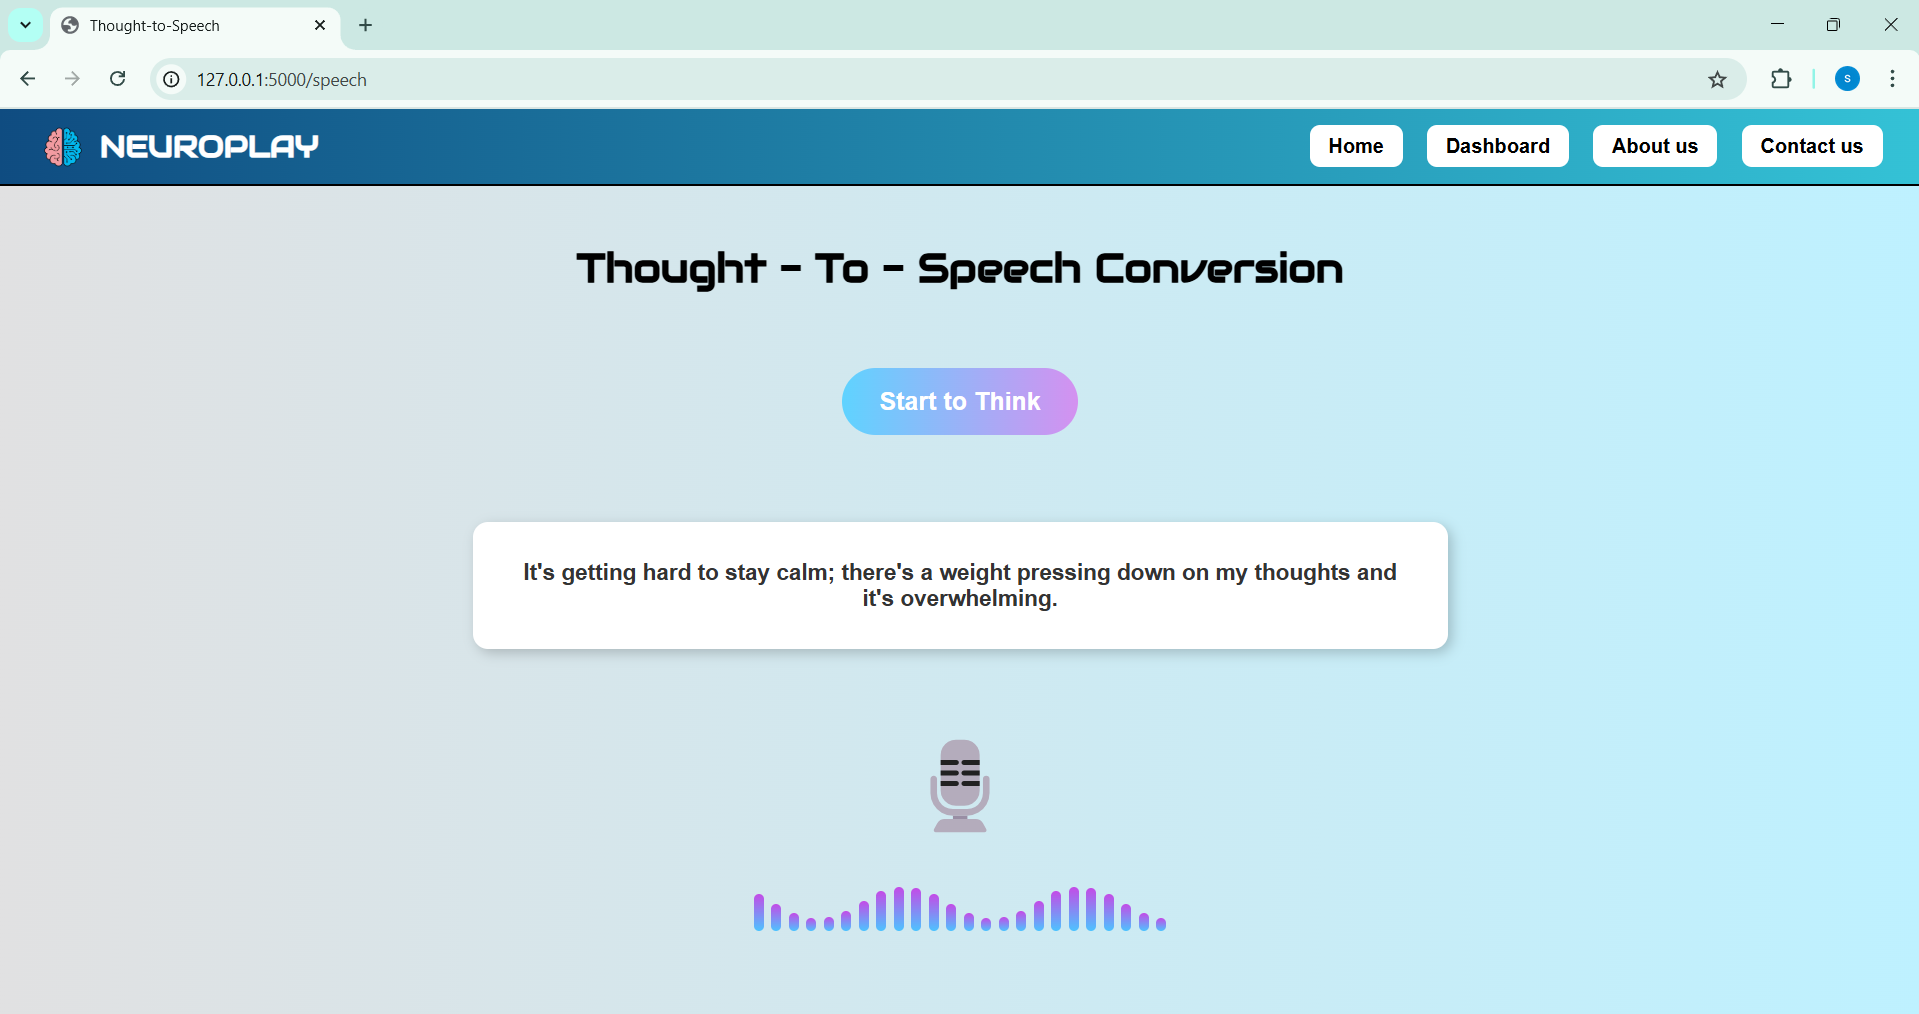 Thought-to-Speech
127.0.0.1:5000/speech
S
NEUROPLAY
Home
Dashboard
About us
Contact us
Thought - To - Speech Conversion
Start to Think
It's getting hard to stay calm; there's a weight pressing down on my thoughts and
it's overwhelming.